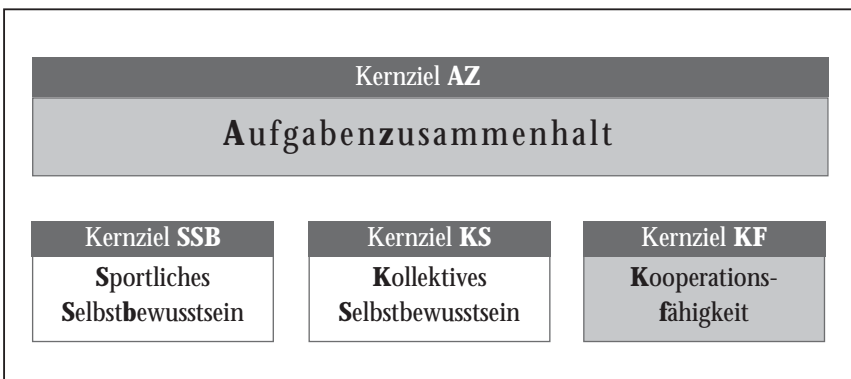 Kernziel AZ
Aufgabenzusammenhalt
Kernziel SSB
Sportliches
Selbstbewusstsein
Kernziel KS
Kollektives
Selbstbewusstsein
Kernziel KF
Kooperations-
fähigkeit